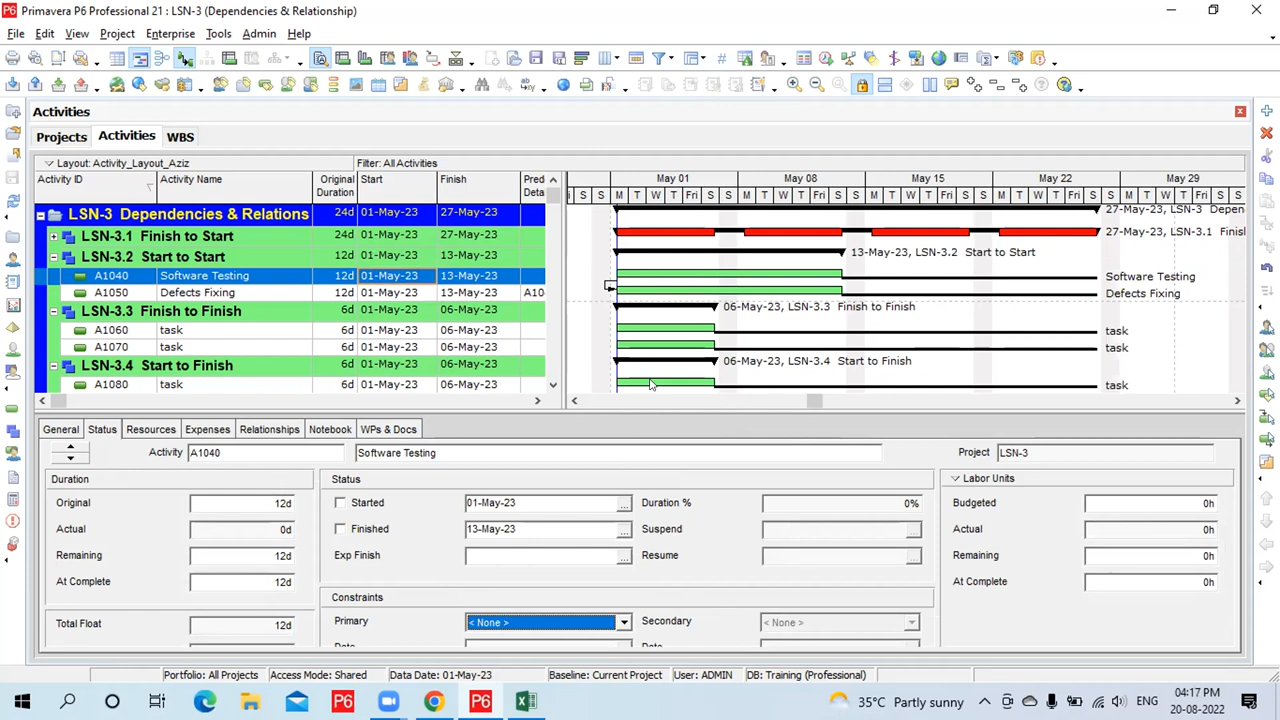 Primavera P6 Professional 21 : LSN-3 (Dependencies & Relationship)
File Edit View Project Enterprise Tools Admin Help
Activities
Projects Activities WBS
Layout: Activity_Layout_Aziz Filter: All Activities
Activity ID Activity Name Original Duration Start Finish Pred Deta
May 01 May 08 May 15 May 22 May 29
S S M T W T Fri S S M T W T Fri S S M T W T Fri S S M T W T Fri S S M T W T Fri S
LSN-3 Dependencies & Relations 24d 01-May-23 27-May-23 27-May-23, LSN-3 Depen
LSN-3.1 Finish to Start 24d 01-May-23 27-May-23 27-May-23, LSN-3.1 Finisl
LSN-3.2 Start to Start 12d 01-May-23 13-May-23 13-May-23, LSN-3.2 Start to Start
A1040 Software Testing 12d 01-May-23 13-May-23 Software Testing
A1050 Defects Fixing 12d 01-May-23 13-May-23 A10 Defects Fixing
LSN-3.3 Finish to Finish 6d 01-May-23 06-May-23 06-May-23, LSN-3.3 Finish to Finish
A1060 task 6d 01-May-23 06-May-23 task
A1070 task 6d 01-May-23 06-May-23 task
LSN-3.4 Start to Finish 6d 01-May-23 06-May-23 06-May-23, LSN-3.4 Start to Finish
A1080 task 6d 01-May-23 06-May-23 task
General Status Resources Expenses Relationships Notebook WPs & Docs
Activity A1040 Software Testing Project LSN-3
Duration Status Labor Units
Original 12d Started 01-May-23 ... Duration % 0% Budgeted 0h
Actual 0d Finished 13-May-23 ... Suspend ... Actual 0h
Remaining 12d Exp Finish ... Resume ... Remaining 0h
At Complete 12d At Complete 0h
Constraints
Total Float 12d Primary < None > Secondary < None >
Portfolio: All Projects Access Mode: Shared Data Date: 01-May-23 Baseline: Current Project User: ADMIN DB: Training (Professional)
P6 P6 35°C Partly sunny ENG 04:17 PM
20-08-2022